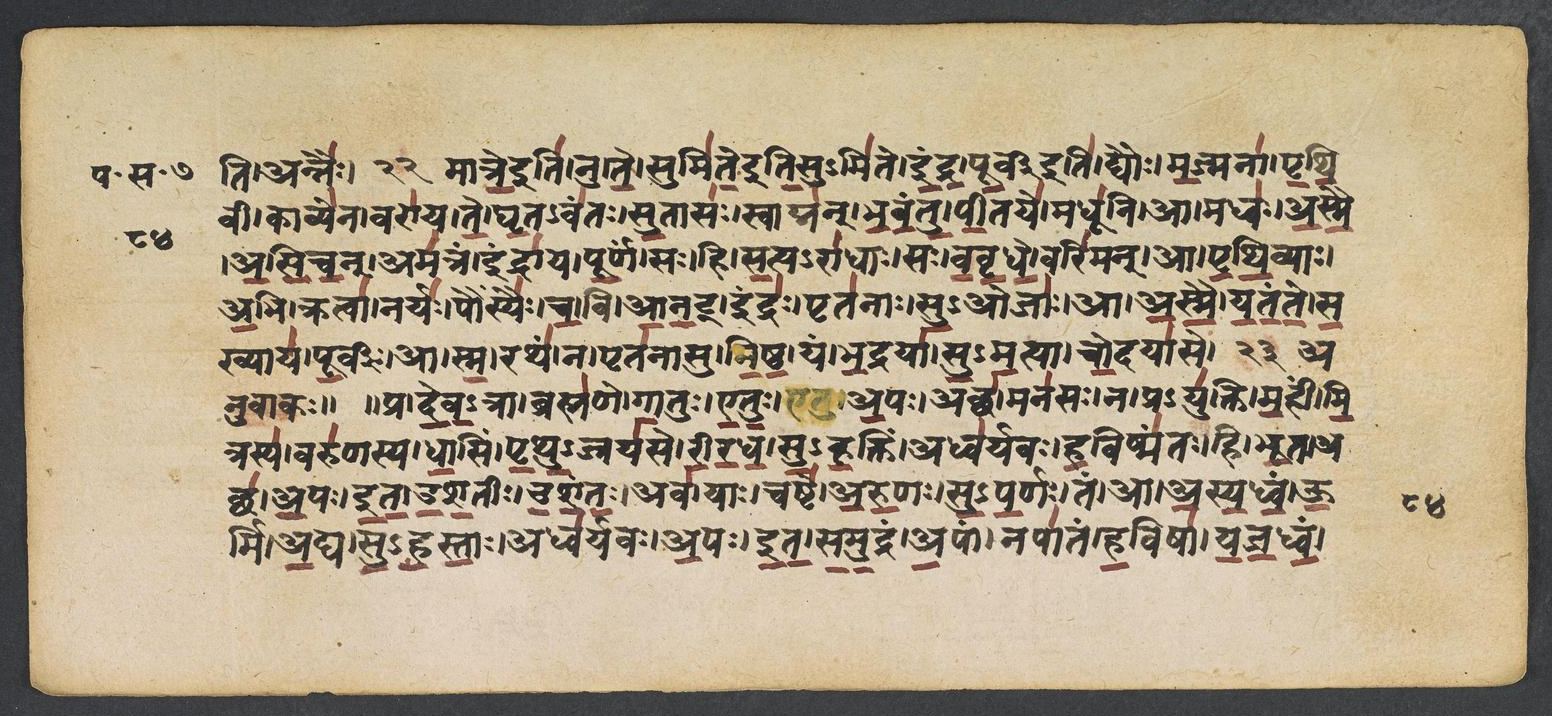 प॰ स॰ ७
८४
ति।अन्नैः। २२ मात्रेइति।नु।ते।सुमितेइतिसुऽमिते।इंद्र।पूर्वीइति।द्यौः।मज्मना।पृथि
वी।काव्येन।वराय।ते।घृतऽवंतः।सुतासः।स्वाद्मन्।भवंतु।पीतये।मधूनि।आ।मध्वः।अस्मै
।असिचन्।अमत्रं।इंद्राय।पूर्णं।सः।हि।सत्यऽराधाः।सः।ववृधे।वरिमन्।आ।पृथिव्याः।
अभि।क्रत्वा।नर्यः।पौंस्यैः।च।वि।आनट्।इंद्रः।पृतनाः।सुऽओजाः।आ।अस्मै।यतंते।स
ख्याय।पूर्वीः।आ।स्म।रथं।न।पृतनासु।तिष्ठ।यं।भद्रया।सुऽमत्या।चोदयासे। २३ अ
नुवाकः॥ ॥प्र।देवऽत्रा।ब्रह्मणे।गातुः।एतु।अपः।अच्छ।मनसः।न।प्रऽयुक्ति।महीं।मि
त्रस्य।वरुणस्य।धासिं।पृथुऽज्रयसे।रीरध।सुऽवृक्तिं।अध्वर्यवः।हविष्मंतः।हि।भूत।अ
च्छ।अपः।इत।उशतीः।उशंतः।अव।याः।चष्टे।अरुणः।सुऽपर्णः।तं।आ।अस्यध्वं।ऊ
र्मिं।अद्य।सुऽहस्ताः।अध्वर्यवः।अपः।इत।समुद्रं।अपां।नपातं।हविषा।यजध्वं।
८४